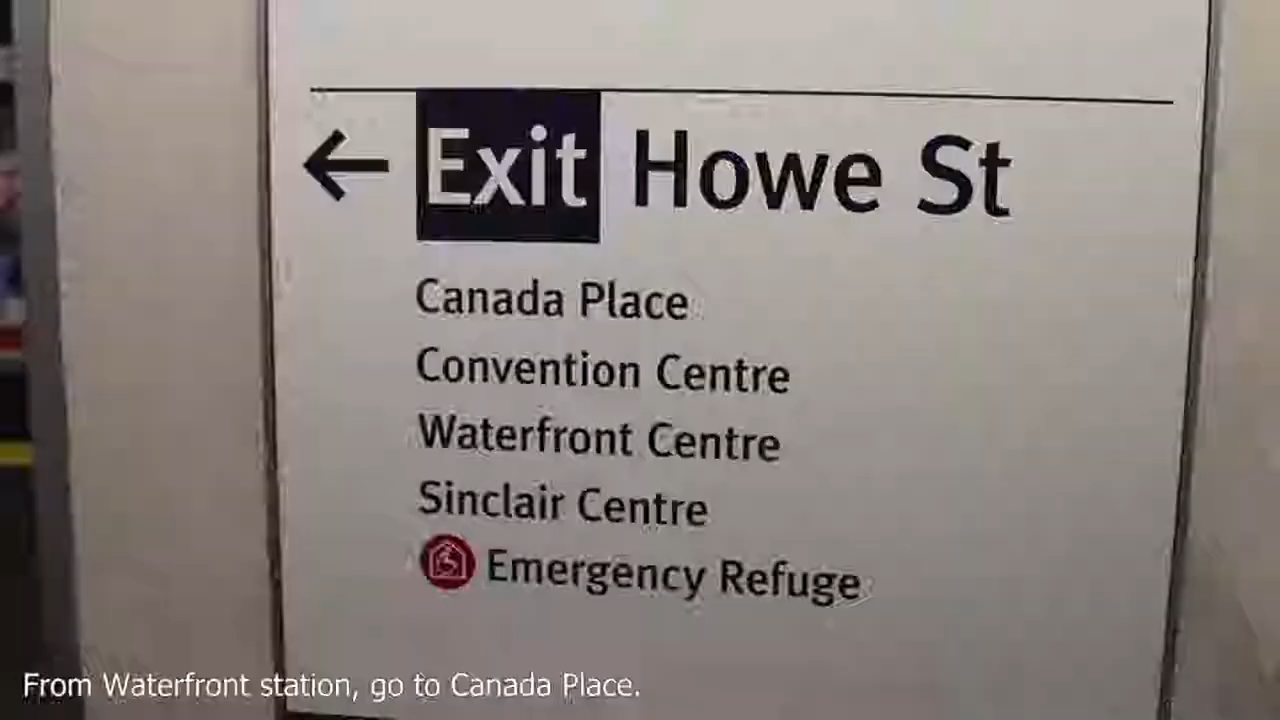 ← Exit Howe St
Canada Place
Convention Centre
Waterfront Centre
Sinclair Centre
Emergency Refuge
From Waterfront station, go to Canada Place.